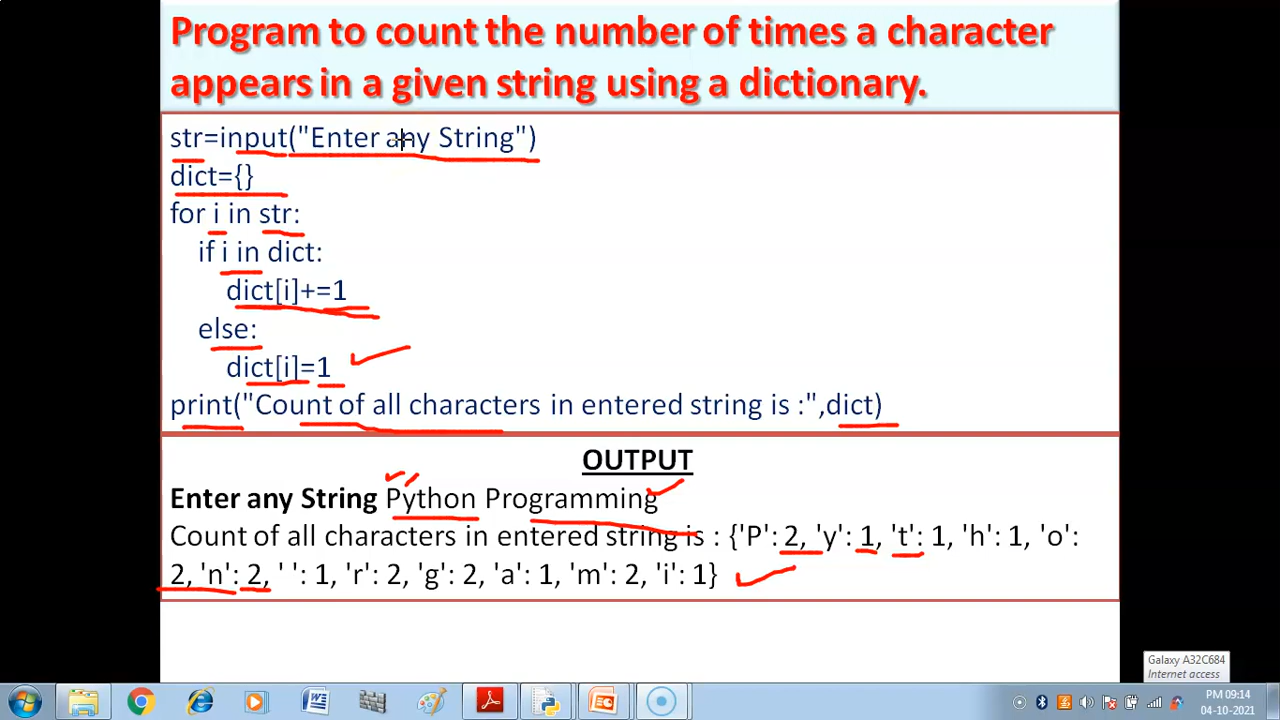 Program to count the number of times a character
appears in a given string using a dictionary.
str=input("Enter any String")
dict={}
for i in str:
if i in dict:
dict[i]+=1
else:
dict[i]=1
print("Count of all characters in entered string is :",dict)
OUTPUT
Enter any String Python Programming
Count of all characters in entered string is : {'P': 2, 'y': 1, 't': 1, 'h': 1, 'o':
2, 'n': 2, ' ': 1, 'r': 2, 'g': 2, 'a': 1, 'm': 2, 'i': 1}
Galaxy A32C684
Internet access
PM 09:14
04-10-2021